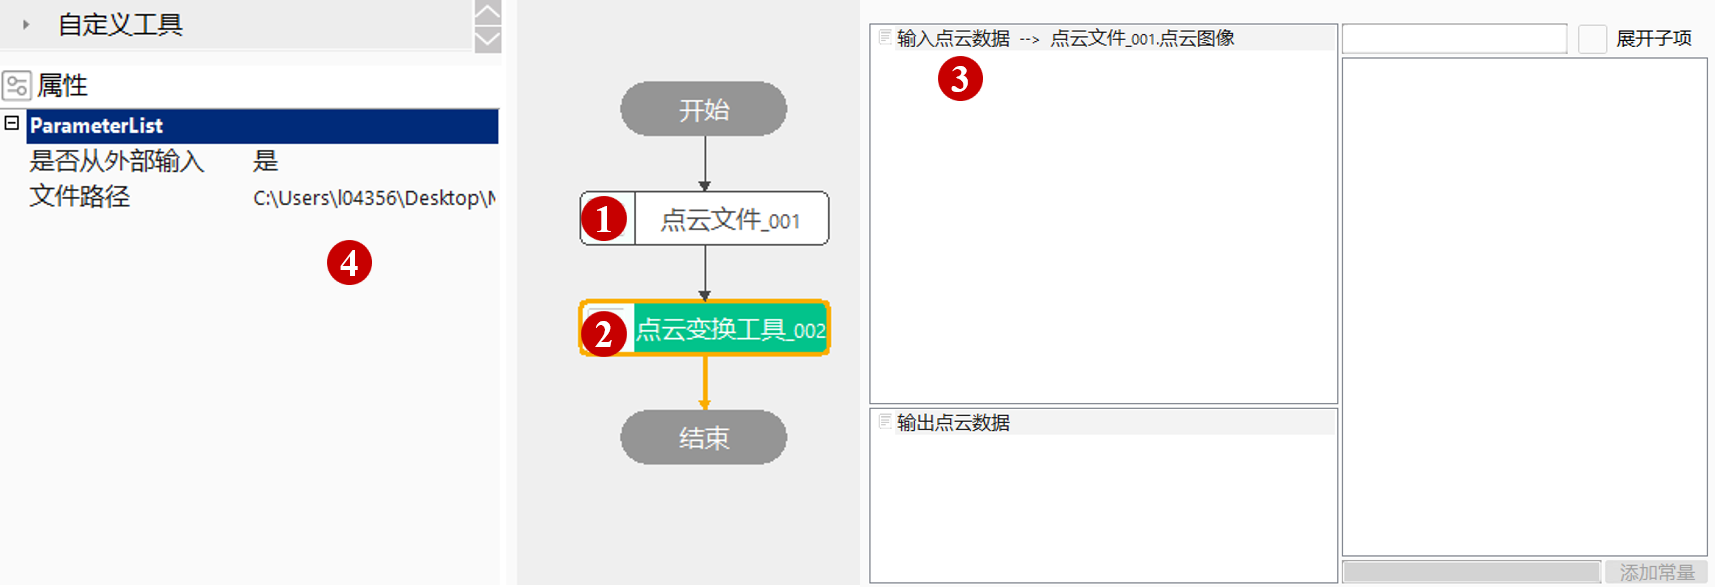 自定义工具
属性
ParameterList
是否从外部输入 是
文件路径 C:\Users\l04356\Desktop\
4
开始
1 点云文件_001
2 点云变换工具_002
结束
输入点云数据 --> 点云文件_001.点云图像
3
输出点云数据
展开子项
添加常量